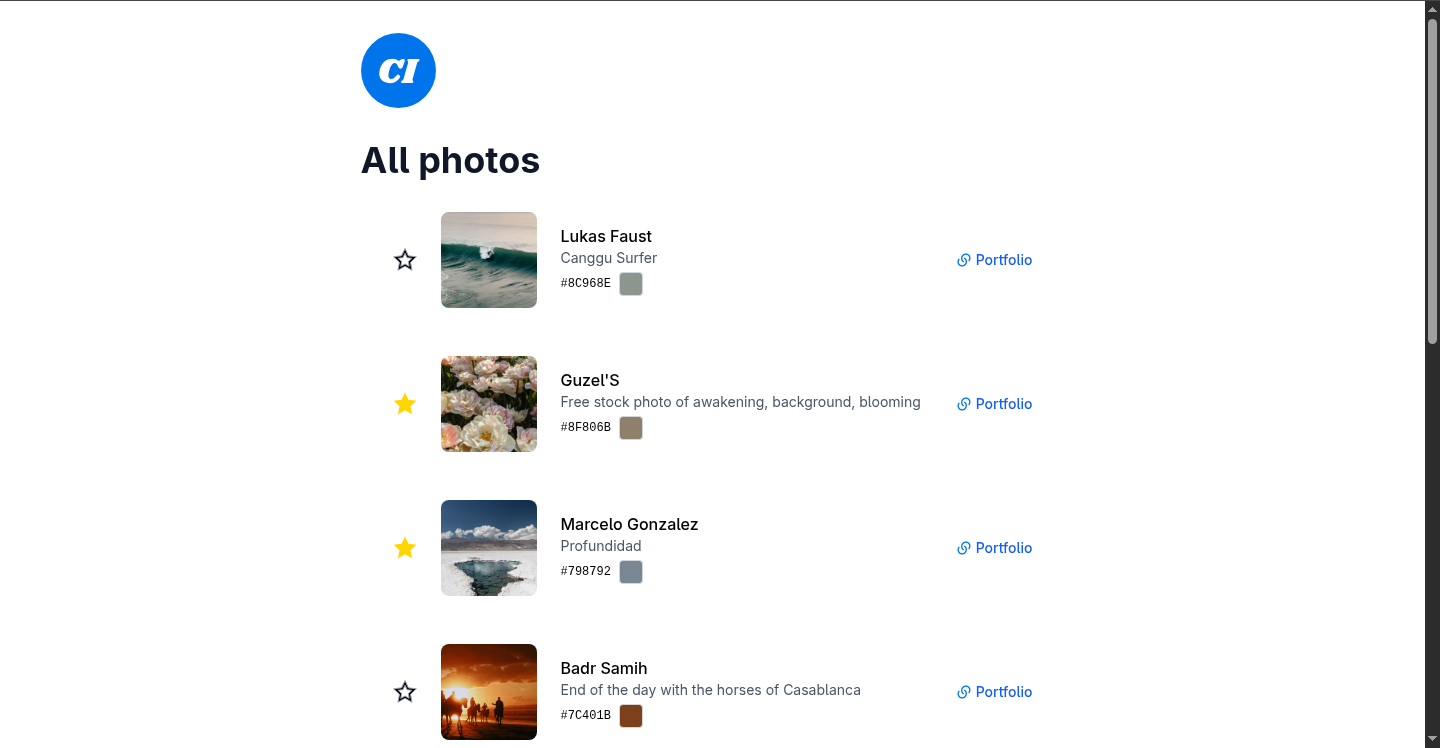 CI
All photos
Lukas Faust
Canggu Surfer
#8C968E
Portfolio
Guzel'S
Free stock photo of awakening, background, blooming
#8F806B
Portfolio
Marcelo Gonzalez
Profundidad
#798792
Portfolio
Badr Samih
End of the day with the horses of Casablanca
#7C401B
Portfolio